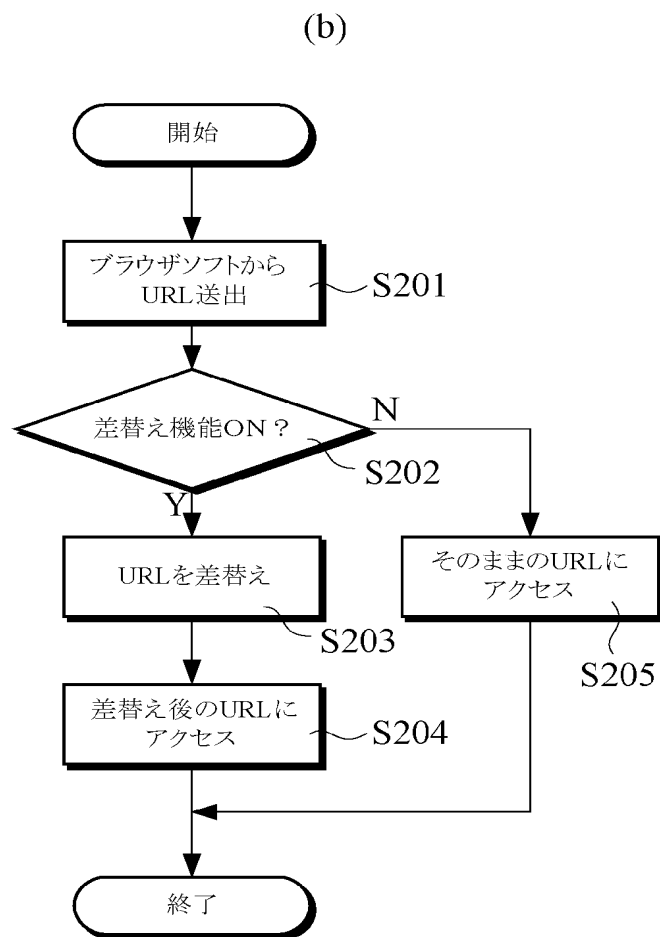 (b)
開始
ブラウザソフトから
URL送出
S201
差替え機能ON？
N
S202
Y
URLを差替え
S203
そのままのURLに
アクセス
S205
差替え後のURLに
アクセス
S204
終了